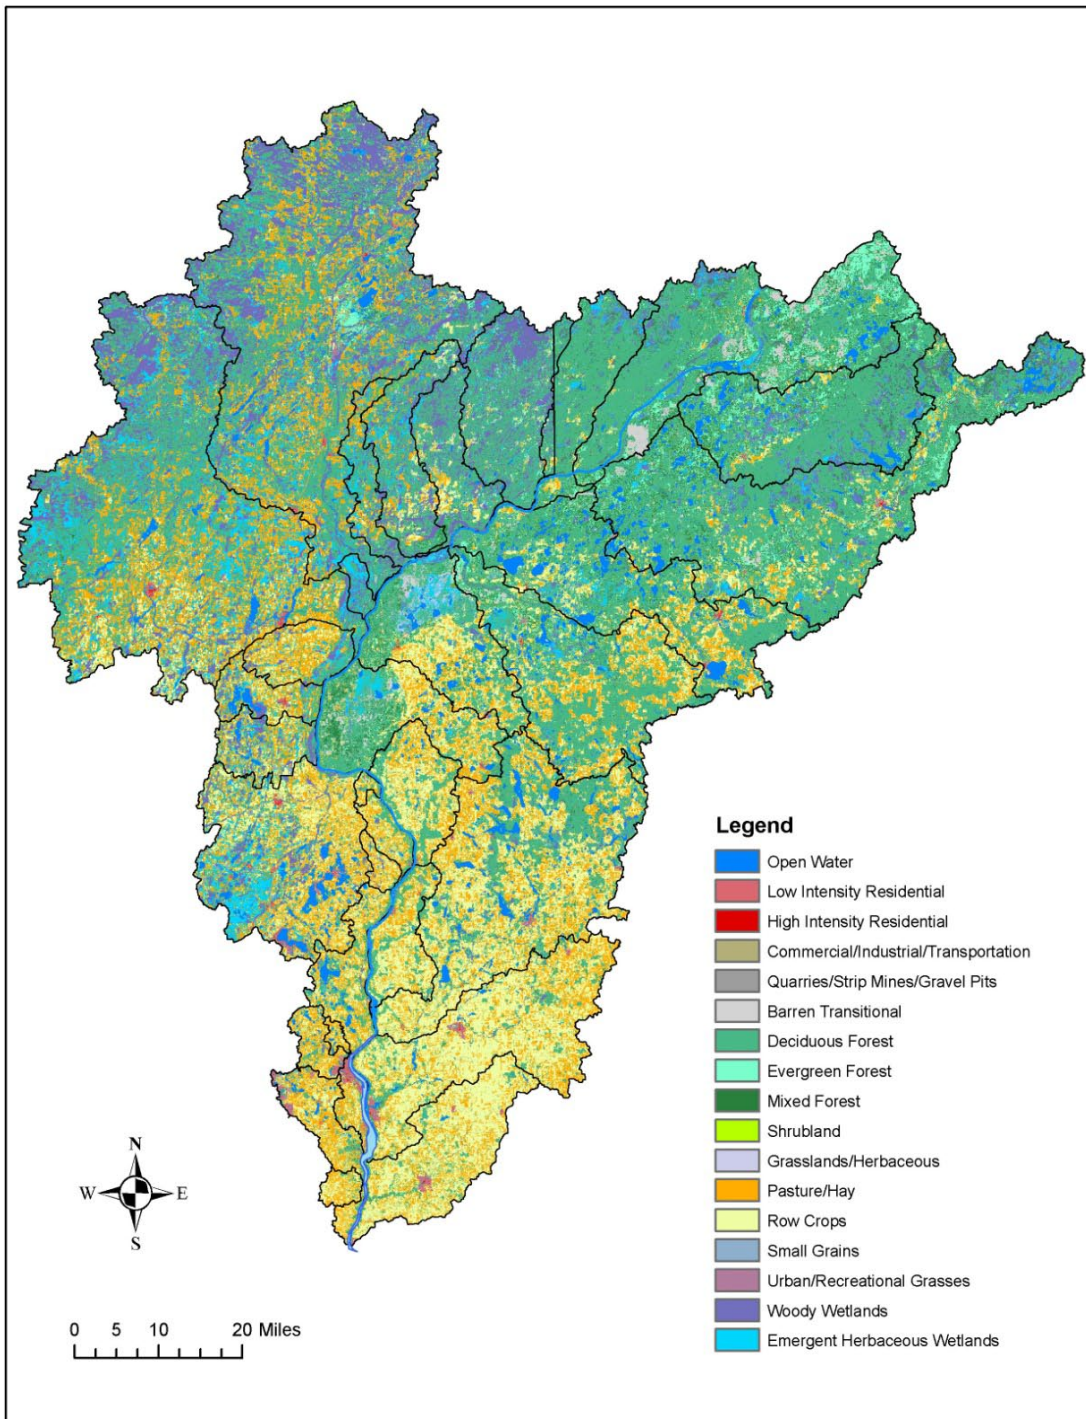 Legend
Open Water
Low Intensity Residential
High Intensity Residential
Commercial/Industrial/Transportation
Quarries/Strip Mines/Gravel Pits
Barren Transitional
Deciduous Forest
Evergreen Forest
Mixed Forest
Shrubland
Grasslands/Herbaceous
Pasture/Hay
Row Crops
Small Grains
Urban/Recreational Grasses
Woody Wetlands
Emergent Herbaceous Wetlands
N
W E
S
0 5 10 20 Miles